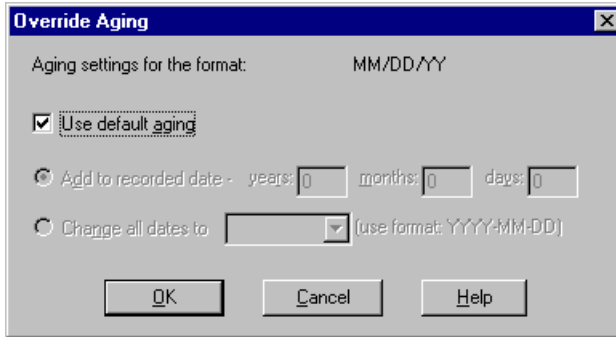 Override Aging
Aging settings for the format: MM/DD/YY
Use default aging
Add to recorded date - years: 0 months: 0 days: 0
Change all dates to (use format: YYYY-MM-DD)
OK Cancel Help